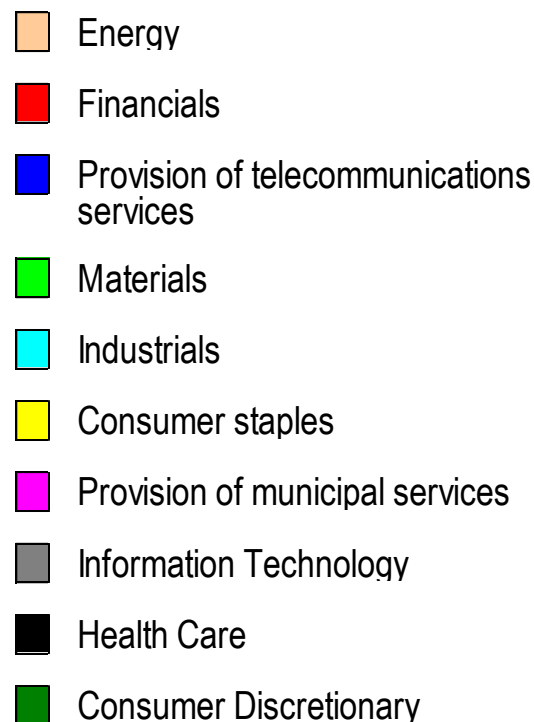 Energy
Financials
Provision of telecommunications
services
Materials
Industrials
Consumer staples
Provision of municipal services
Information Technology
Health Care
Consumer Discretionary